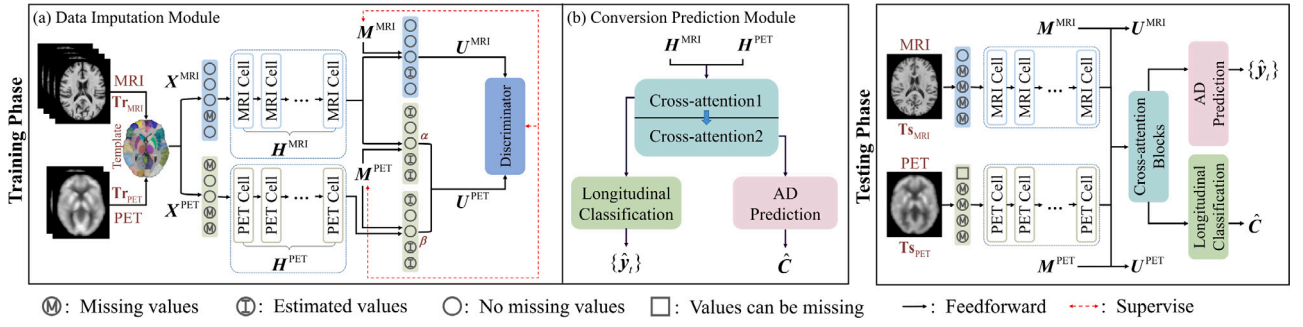 Training Phase
(a) Data Imputation Module
MRI
Tr_MRI
Template
Tr_PET
PET
X^MRI
X^PET
M
M
M
M
MRI Cell
MRI Cell
...
MRI Cell
H^MRI
PET Cell
PET Cell
...
PET Cell
H^PET
M^MRI
U^MRI
I
I
α
I
I
M^PET
U^PET
I
β
I
I
Discriminator
(b) Conversion Prediction Module
H^MRI H^PET
Cross-attention1
Cross-attention2
Longitudinal Classification
AD Prediction
{ŷ_t}
Ĉ
Testing Phase
MRI
Ts_MRI
PET
Ts_PET
M
M
M
M
M
M
M
MRI Cell
MRI Cell
...
MRI Cell
PET Cell
PET Cell
...
PET Cell
M^MRI
U^MRI
M^PET
U^PET
Cross-attention Blocks
AD Prediction
{ŷ_t}
Longitudinal Classification
Ĉ
M : Missing values
I : Estimated values
: No missing values
: Values can be missing
: Feedforward
: Supervise